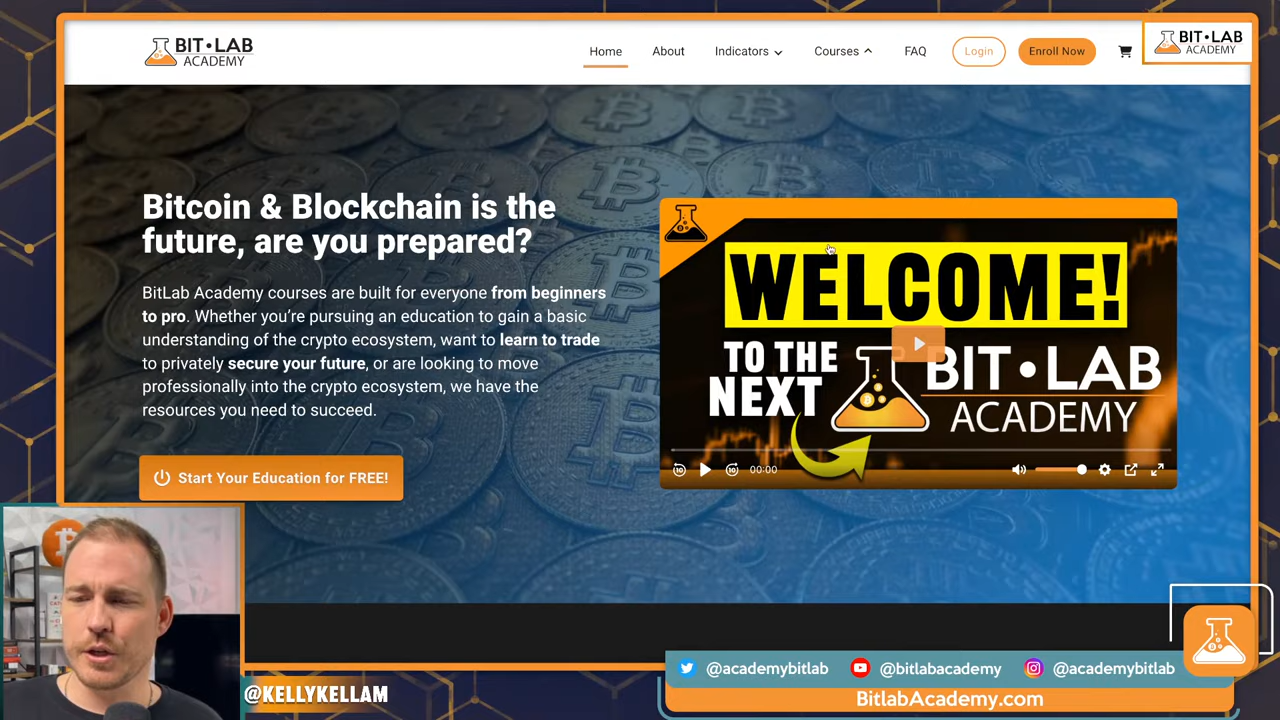 BIT•LAB
ACADEMY
Home
About
Indicators
Courses
FAQ
Login
Enroll Now
BIT•LAB
ACADEMY
Bitcoin & Blockchain is the
future, are you prepared?
BitLab Academy courses are built for everyone from beginners
to pro. Whether you're pursuing an education to gain a basic
understanding of the crypto ecosystem, want to learn to trade
to privately secure your future, or are looking to move
professionally into the crypto ecosystem, we have the
resources you need to succeed.
Start Your Education for FREE!
WELCOME!
TO THE
NEXT
BIT•LAB
ACADEMY
10
10
00:00
@KELLYKELLAM
@academybitlab
@bitlabacademy
@academybitlab
BitlabAcademy.com